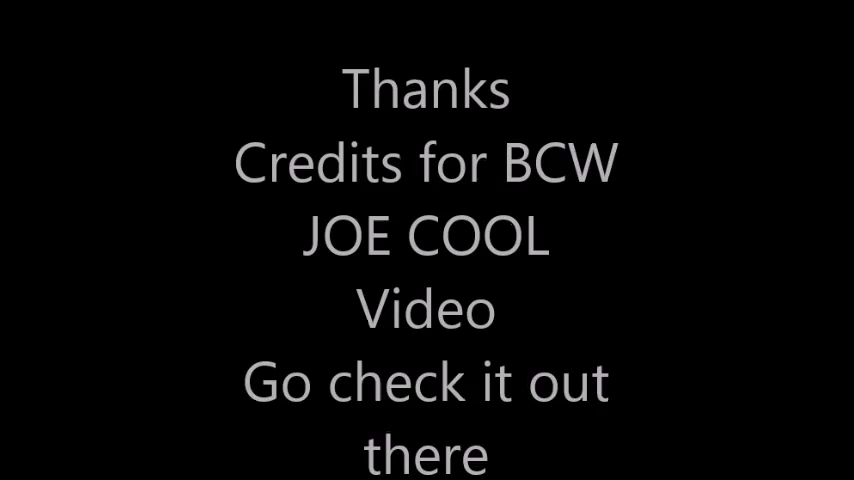 Thanks
Credits for BCW
JOE COOL
Video
Go check it out
there